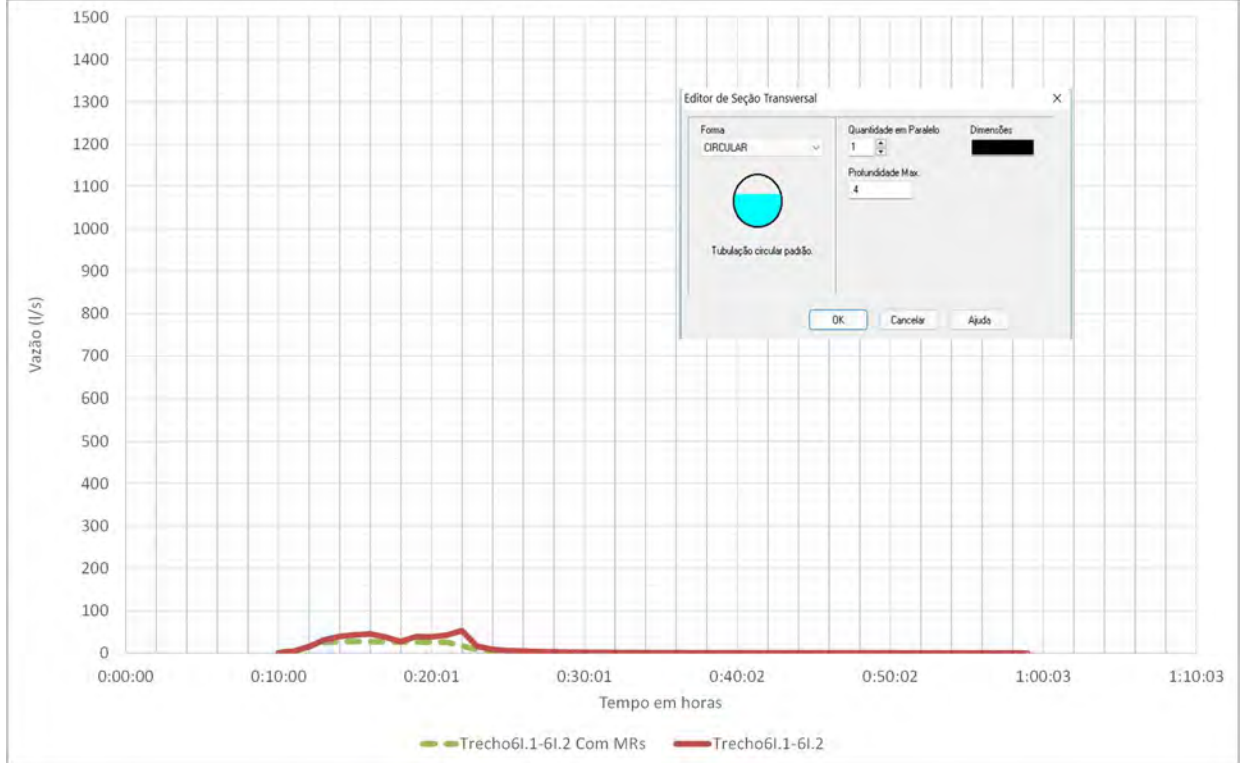 1500
1400
1300
1200
1100
1000
900
800
700
600
500
400
300
200
100
0
Vazão (l/s)
Editor de Seção Transversal
Forma
CIRCULAR
Tubulação circular padrão.
Quantidade em Paralelo
1
Dimensões
Profundidade Max.
.4
OK Cancelar Ajuda
0:00:00 0:10:00 0:20:01 0:30:01 0:40:02 0:50:02 1:00:03 1:10:03
Tempo em horas
Trecho6I.1-6I.2 Com MRs Trecho6I.1-6I.2